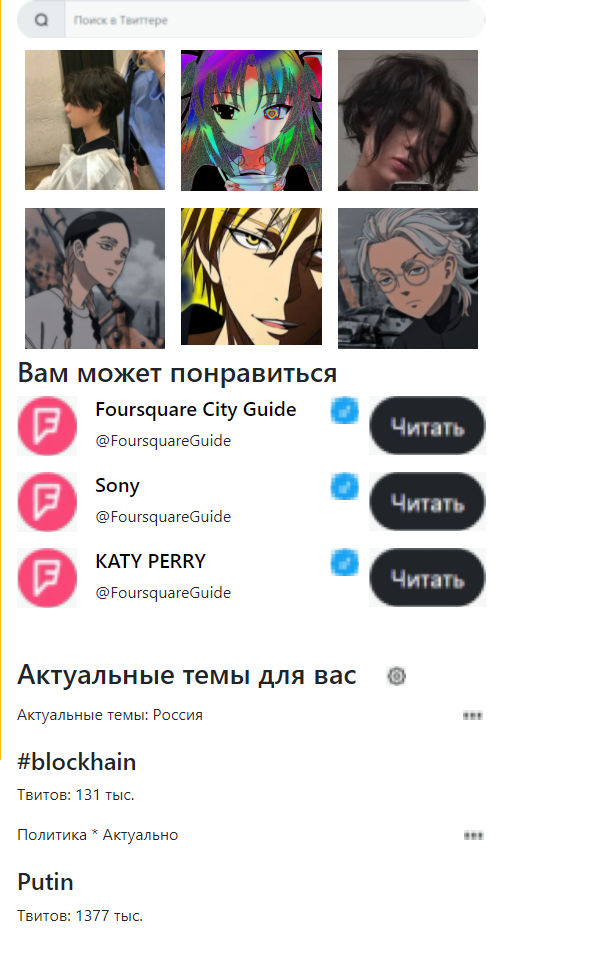 Поиск в Твиттере
Вам может понравиться
Foursquare City Guide
@FoursquareGuide
Читать
Sony
@FoursquareGuide
Читать
KATY PERRY
@FoursquareGuide
Читать
Актуальные темы для вас
Актуальные темы: Россия
#blockhain
Твитов: 131 тыс.
Политика * Актуально
Putin
Твитов: 1377 тыс.